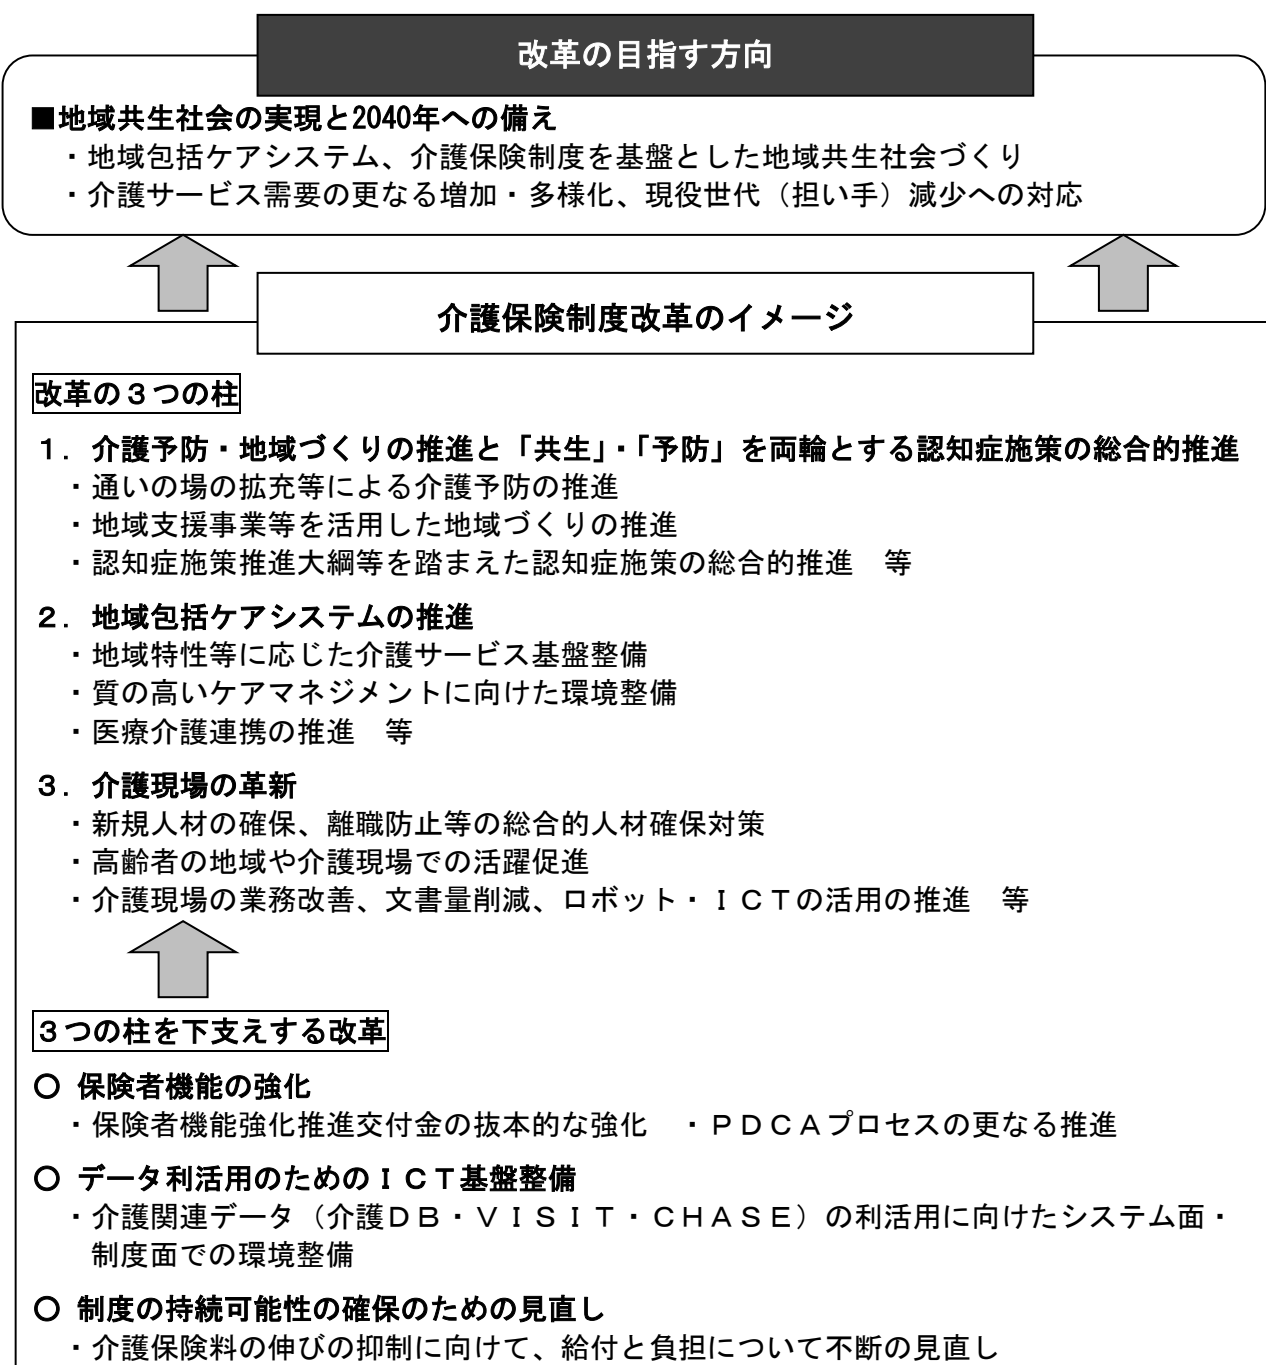 改革の目指す方向
■地域共生社会の実現と2040年への備え
・地域包括ケアシステム、介護保険制度を基盤とした地域共生社会づくり
・介護サービス需要の更なる増加・多様化、現役世代（担い手）減少への対応
介護保険制度改革のイメージ
改革の３つの柱
１．介護予防・地域づくりの推進と「共生」・「予防」を両輪とする認知症施策の総合的推進
・通いの場の拡充等による介護予防の推進
・地域支援事業等を活用した地域づくりの推進
・認知症施策推進大綱等を踏まえた認知症施策の総合的推進　等
２．地域包括ケアシステムの推進
・地域特性等に応じた介護サービス基盤整備
・質の高いケアマネジメントに向けた環境整備
・医療介護連携の推進　等
３．介護現場の革新
・新規人材の確保、離職防止等の総合的人材確保対策
・高齢者の地域や介護現場での活躍促進
・介護現場の業務改善、文書量削減、ロボット・ＩＣＴの活用の推進　等
３つの柱を下支えする改革
〇 保険者機能の強化
・保険者機能強化推進交付金の抜本的な強化　・ＰＤＣＡプロセスの更なる推進
〇 データ利活用のためのＩＣＴ基盤整備
・介護関連データ（介護ＤＢ・ＶＩＳＩＴ・ＣＨＡＳＥ）の利活用に向けたシステム面・
制度面での環境整備
〇 制度の持続可能性の確保のための見直し
・介護保険料の伸びの抑制に向けて、給付と負担について不断の見直し